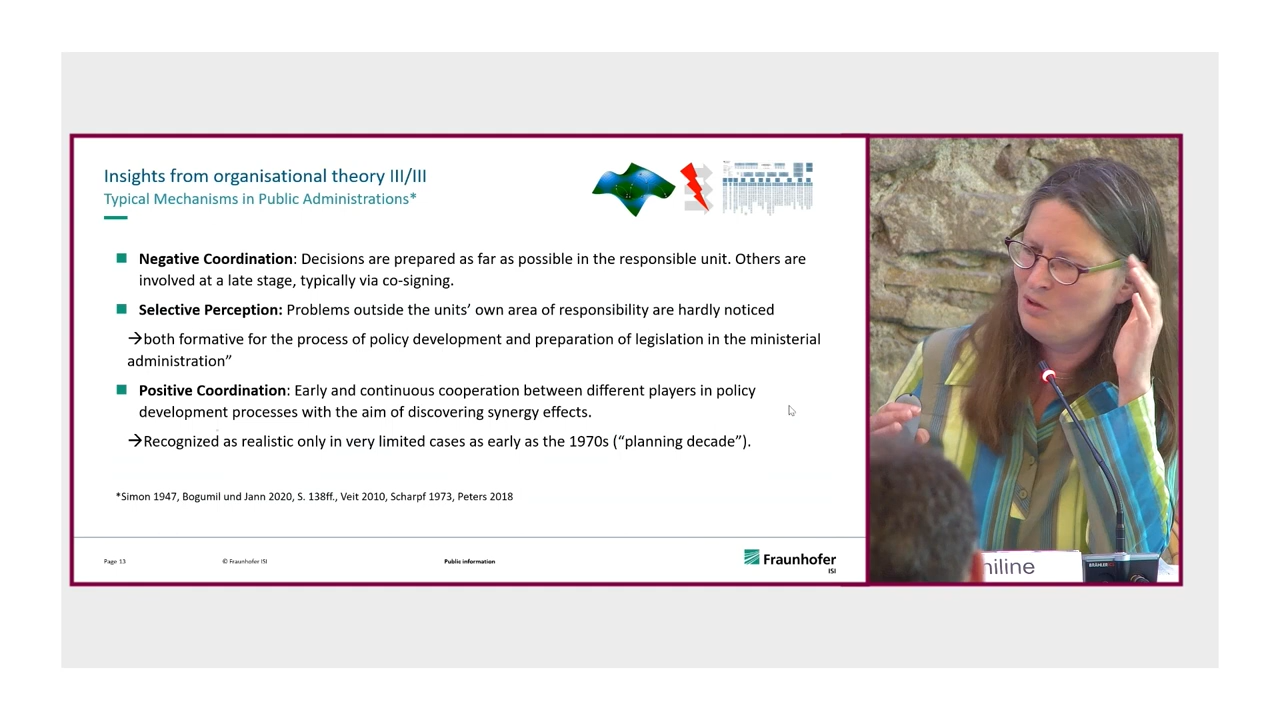 Insights from organisational theory III/III
Typical Mechanisms in Public Administrations*
Negative Coordination: Decisions are prepared as far as possible in the responsible unit. Others are
involved at a late stage, typically via co-signing.
Selective Perception: Problems outside the units’ own area of responsibility are hardly noticed
→both formative for the process of policy development and preparation of legislation in the ministerial
administration”
Positive Coordination: Early and continuous cooperation between different players in policy
development processes with the aim of discovering synergy effects.
→Recognized as realistic only in very limited cases as early as the 1970s (“planning decade”).
*Simon 1947, Bogumil und Jann 2020, S. 138ff., Veit 2010, Scharpf 1973, Peters 2018
Page 13
© Fraunhofer ISI
Public information
Fraunhofer
ISI
niline
BRÄHLER